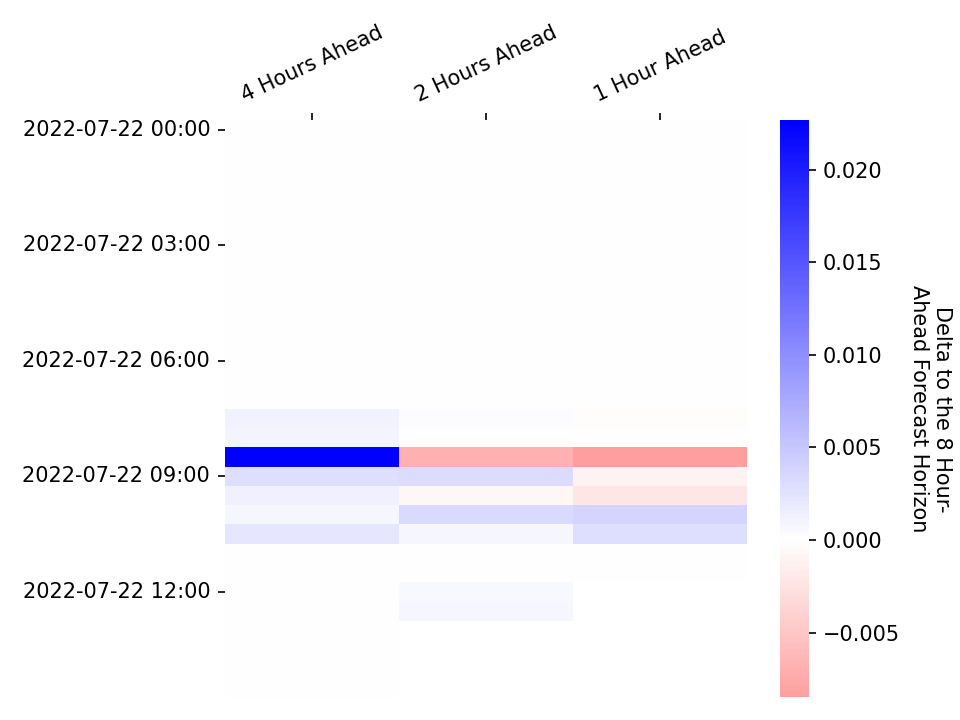 4 Hours Ahead
2 Hours Ahead
1 Hour Ahead
2022-07-22 00:00
2022-07-22 03:00
2022-07-22 06:00
2022-07-22 09:00
2022-07-22 12:00
0.020
0.015
0.010
0.005
0.000
−0.005
Delta to the 8 Hour-
Ahead Forecast Horizon